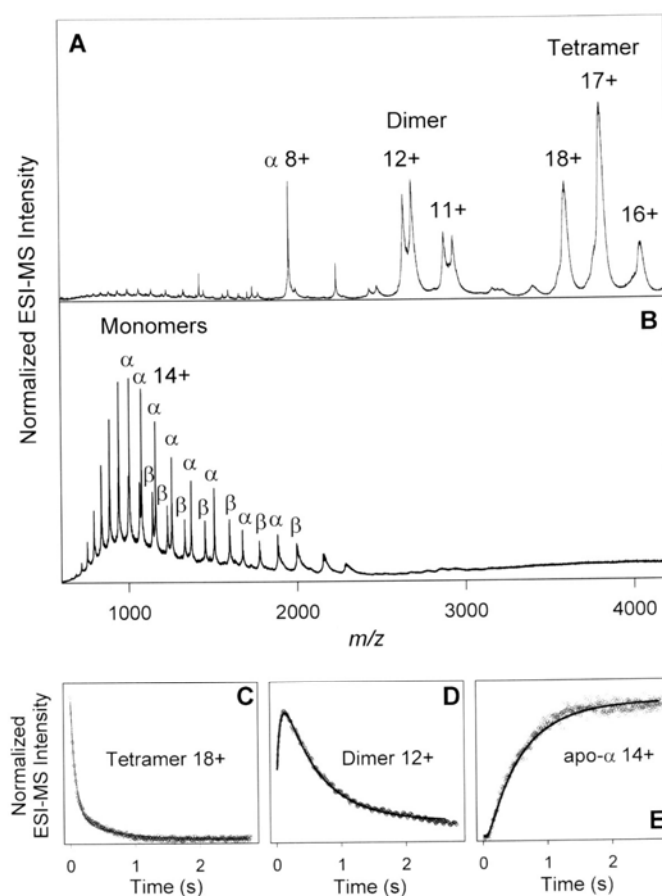 Normalized ESI-MS Intensity
A
Tetramer
17+
Dimer
α 8+
12+
18+
11+
16+
Monomers
B
α
α 14+
α
α
β
β
α
α
β
β
β
α
β
α
β
1000
2000
3000
4000
m/z
Normalized
ESI-MS Intensity
C
Tetramer 18+
0
1
2
Time (s)
D
Dimer 12+
0
1
2
Time (s)
apo-α 14+
E
0
1
2
Time (s)